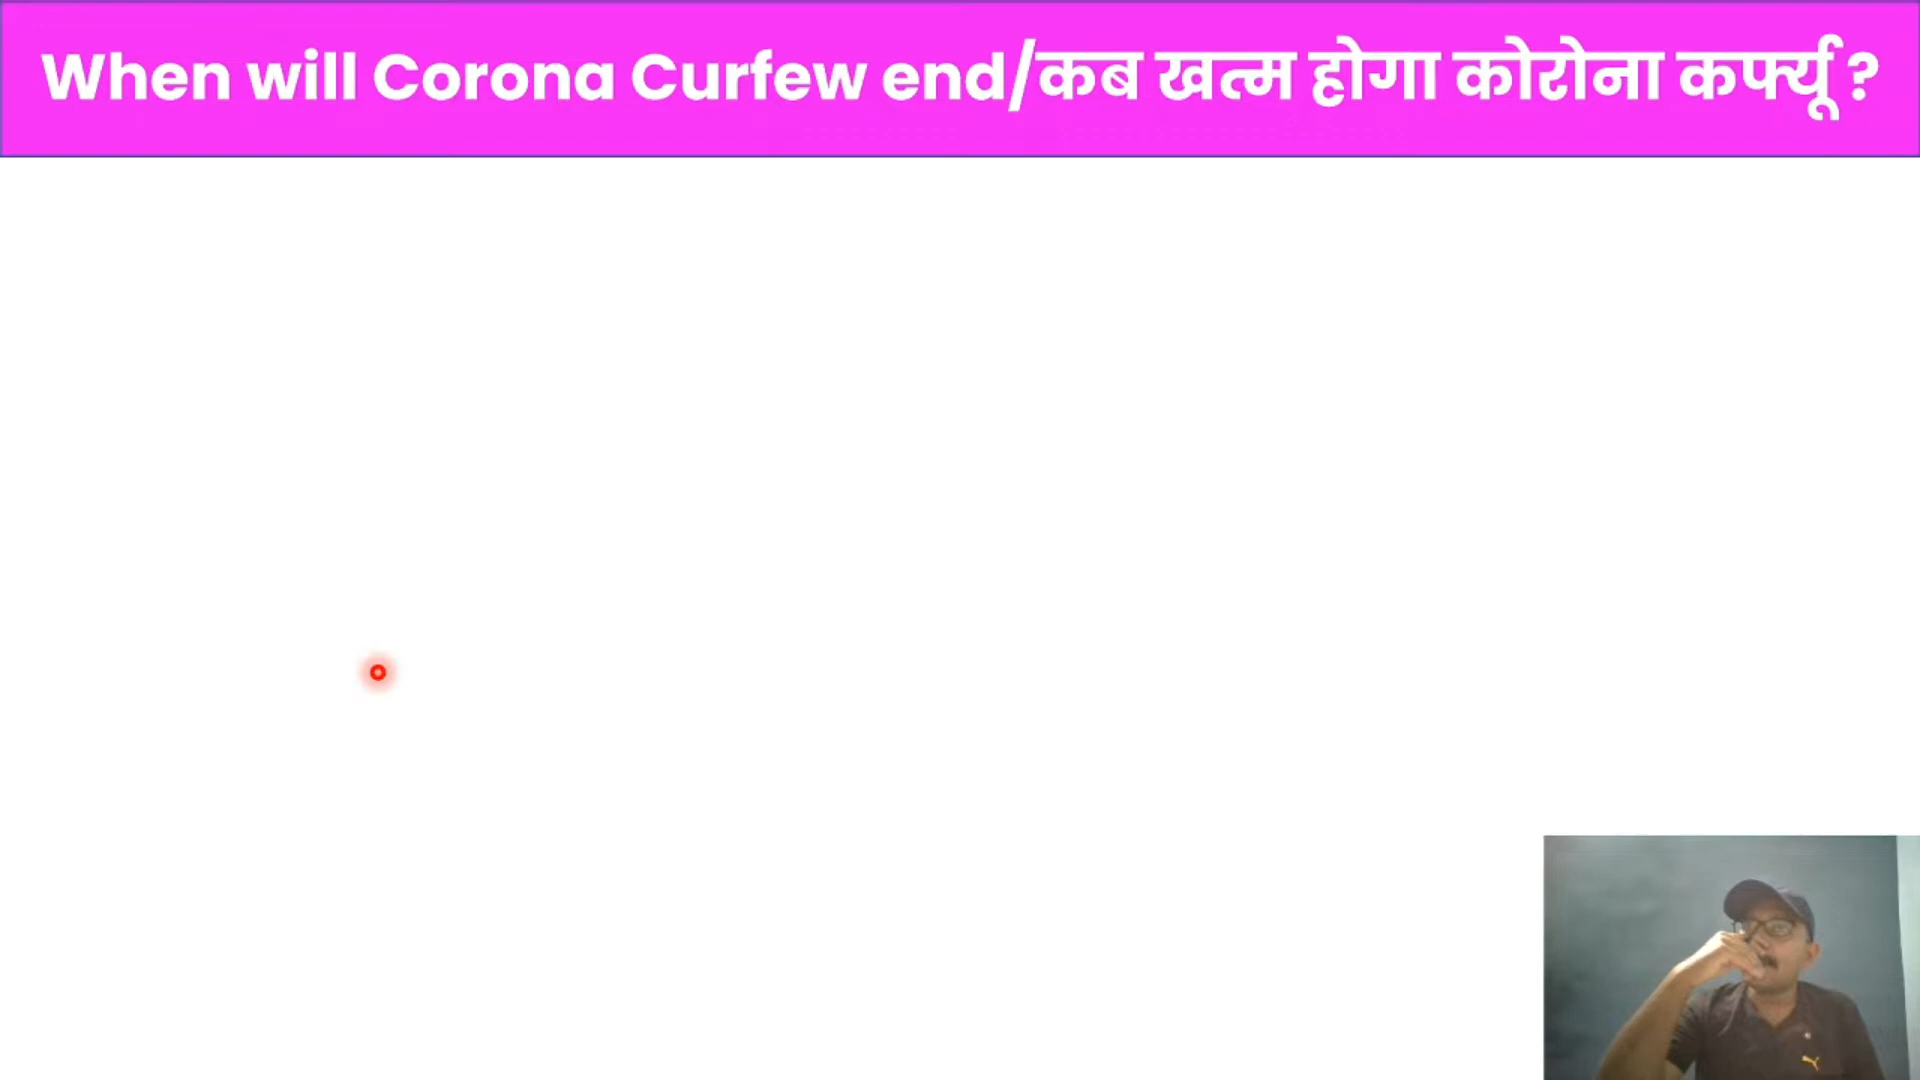 When will Corona Curfew end/कब खत्म होगा कोरोना कर्फ्यू ?